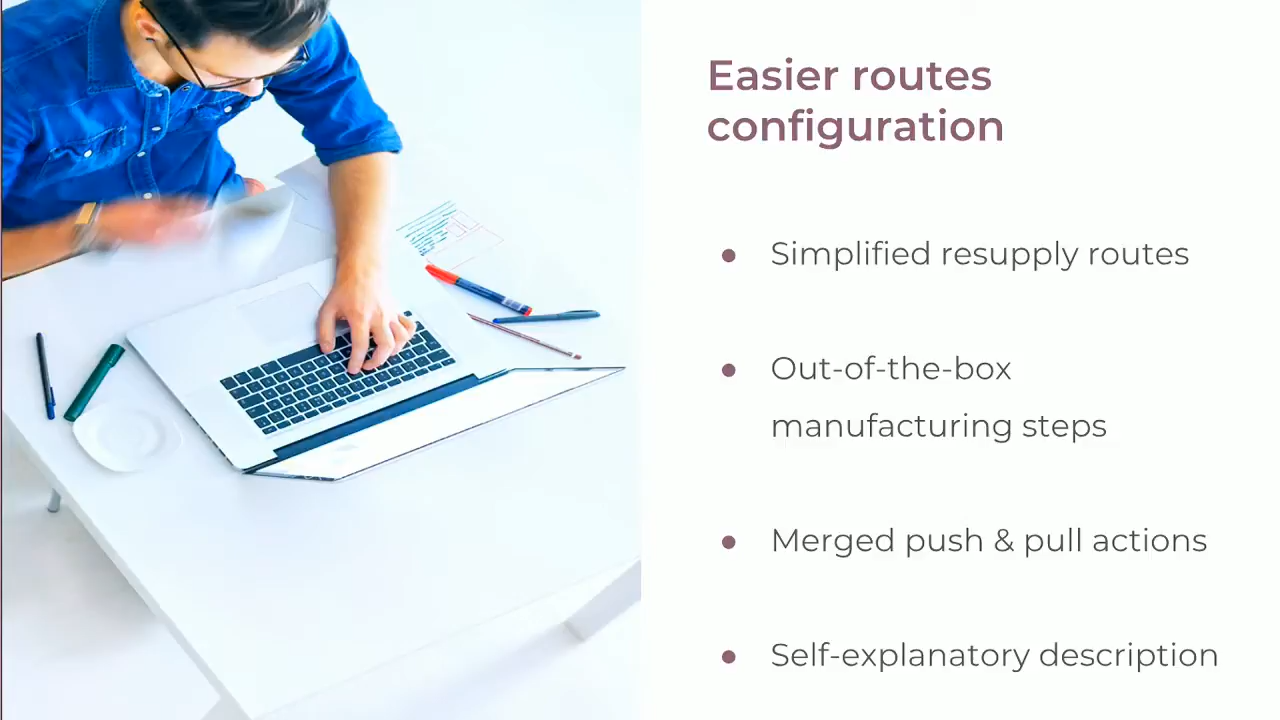 Easier routes
configuration
● Simplified resupply routes
● Out-of-the-box
manufacturing steps
● Merged push & pull actions
● Self-explanatory description